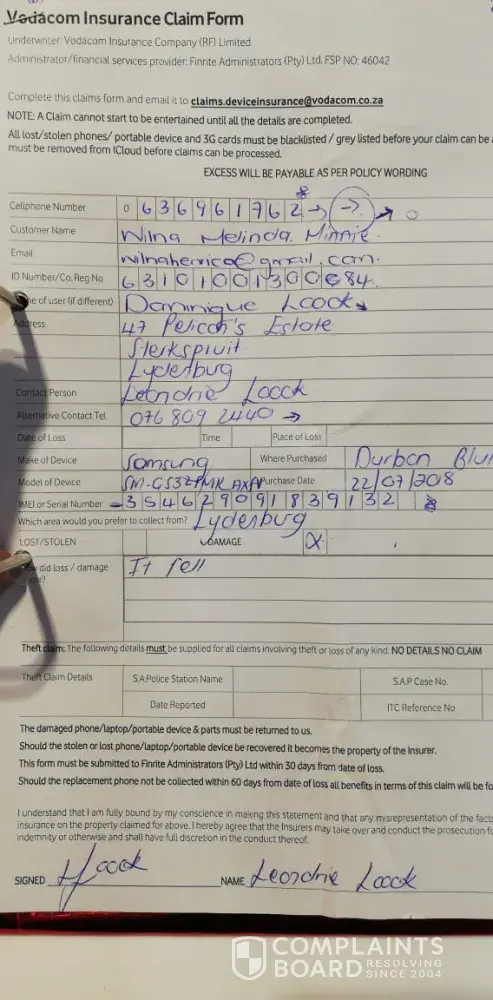 Vodacom Insurance Claim Form
Underwriter: Vodacom Insurance Company (RF) Limited
Administrator/financial services provider: Finrite Administrators (Pty) Ltd. FSP NO: 46042
Complete this claims form and email it to claims.deviceinsurance@vodacom.co.za
NOTE: A Claim cannot start to be entertained until all the details are completed.
All lost/stolen phones/ portable device and 3G cards must be blacklisted / grey listed before your claim can be
must be removed from ICloud before claims can be processed.
EXCESS WILL BE PAYABLE AS PER POLICY WORDING
Cellphone Number 0636961762
Customer Name Wilna Melinda Minnie
Email wilnaherrico@gmail.com
ID Number/Co. Reg No 6310100130084
of user (if different) Dominique Loock
Address 47 Pelican's Estate
Sterkspruit
Lydenburg
Contact Person Leondrie Loock
Alternative Contact Tel 076 809 2440
Date of Loss Time Place of Loss
Make of Device Samsung Where Purchased Durban
Model of Device Purchase Date 22/07/2018
IMEI or Serial Number 354629091839132
Which area would you prefer to collect from? Lydenburg
LOST/STOLEN DAMAGE X
did loss / damage It fell
Theft claim: The following details must be supplied for all claims involving theft or loss of any kind. NO DETAILS NO CLAIM
Theft Claim Details S.A.Police Station Name S.A.P Case No.
Date Reported ITC Reference No
The damaged phone/laptop/portable device & parts must be returned to us.
Should the stolen or lost phone/laptop/portable device be recovered it becomes the property of the Insurer.
This form must be submitted to Finrite Administrators (Pty) Ltd within 30 days from date of loss.
Should the replacement phone not be collected within 60 days from date of loss all benefits in terms of this claim will be
I understand that I am fully bound by my conscience in making this statement and that any misrepresentation of the facts
insurance on the property claimed for above. I hereby agree that the Insurers may take over and conduct the prosecution
indemnity or otherwise and shall have full discretion in the conduct thereof.
SIGNED Loock NAME Leondrie Loock
COMPLAINTS
BOARD RESOLVING
SINCE 2004